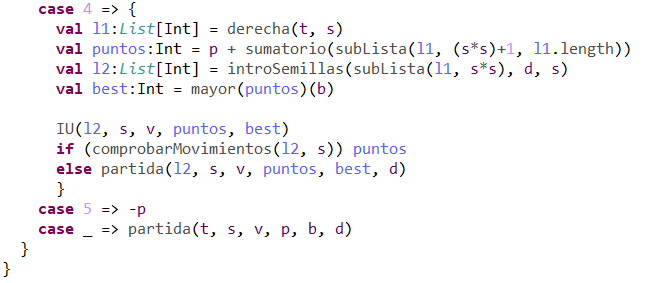 case 4 => {
val l1:List[Int] = derecha(t, s)
val puntos:Int = p + sumatorio(subLista(l1, (s*s)+1, l1.length))
val l2:List[Int] = introSemillas(subLista(l1, s*s), d, s)
val best:Int = mayor(puntos)(b)
IU(l2, s, v, puntos, best)
if (comprobarMovimientos(l2, s)) puntos
else partida(l2, s, v, puntos, best, d)
}
case 5 => -p
case _ => partida(t, s, v, p, b, d)
}
}